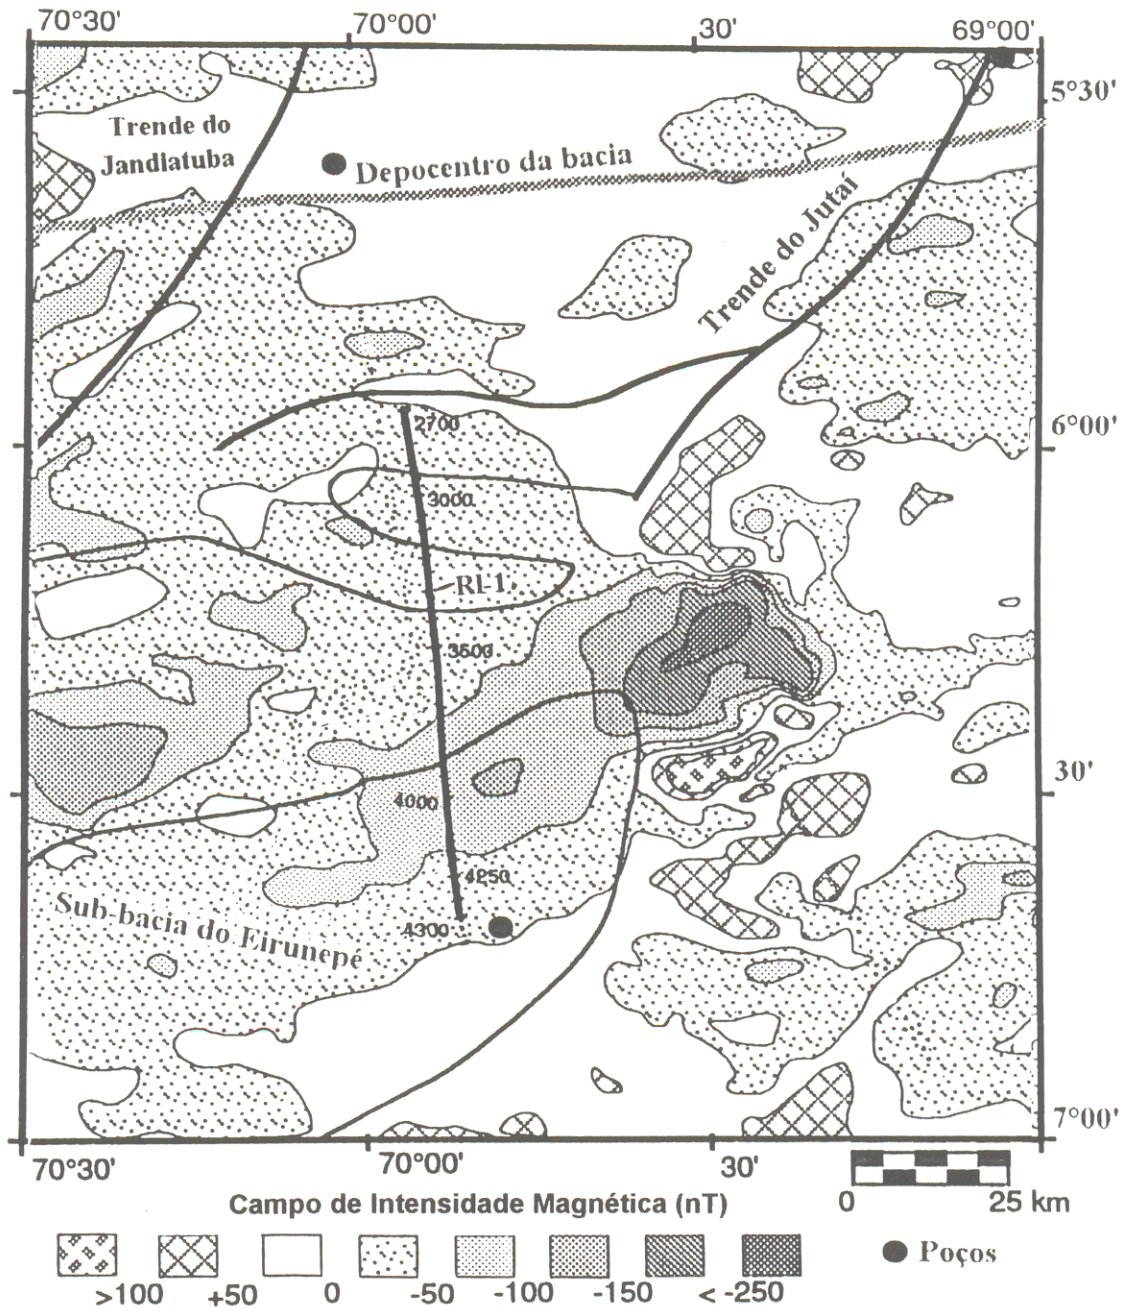 70°30'
70°00'
30'
69°00'
5°30'
Trende do
Jandiatuba
Depocentro da bacia
Trende do Jutaí
6°00'
2700
3000
RL-1
3500
30'
4000
4250
4300
Sub-bacia do Eirunepé
7°00'
70°30'
70°00'
30'
0 25 km
Campo de Intensidade Magnética (nT)
Poços
>100 +50 0 -50 -100 -150 < -250